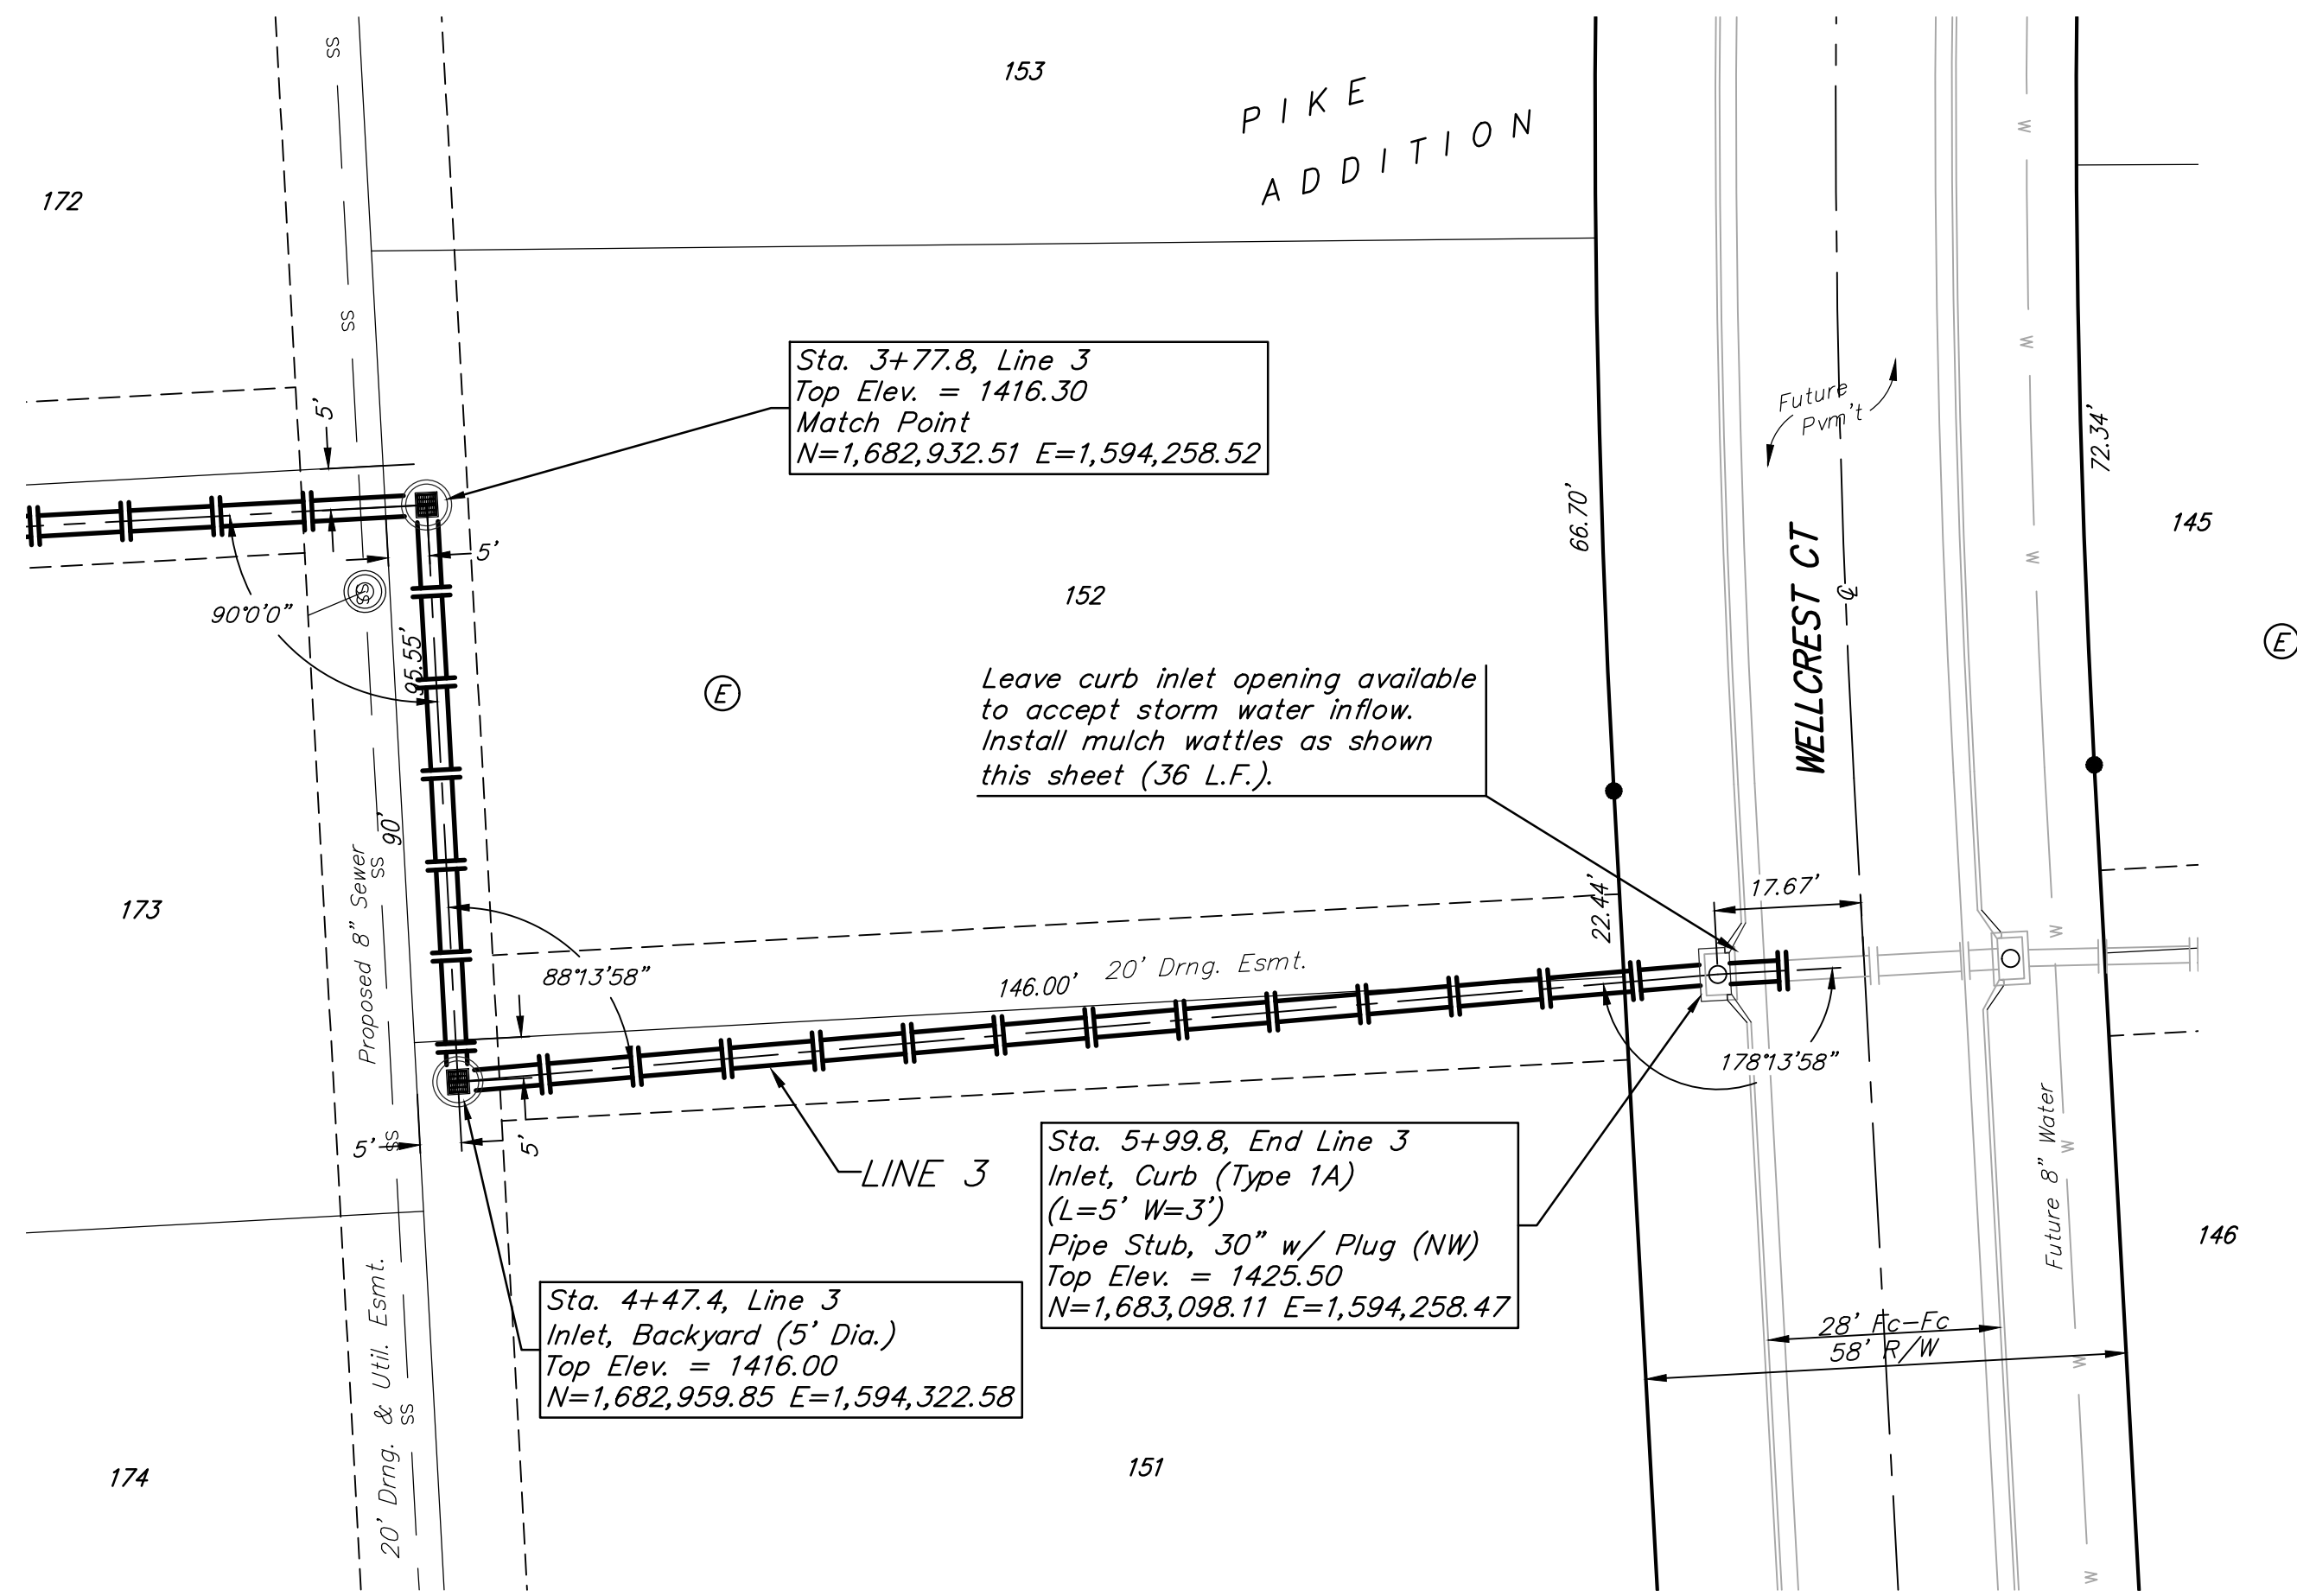 SS
153
PIKE
ADDITION
W
172
SS
Sta. 3+77.8, Line 3
Top Elev. = 1416.30
Match Point
N=1,682,932.51 E=1,594,258.52
W
Future
Pvm't
5'
72.34'
66.70'
145
5'
W
SS
90°0'0"
152
WELLCREST CT
℄
E
95.55'
E
Leave curb inlet opening available
to accept storm water inflow.
Install mulch wattles as shown
this sheet (36 L.F.).
90'
Proposed 8" Sewer
SS
173
22.44'
17.67'
W
88°13'58"
146.00'
20' Drng. Esmt.
178°13'58"
5'
SS
5'
LINE 3
W
Future 8" Water
Sta. 5+99.8, End Line 3
Inlet, Curb (Type 1A)
(L=5' W=3')
Pipe Stub, 30" w/ Plug (NW)
Top Elev. = 1425.50
N=1,683,098.11 E=1,594,258.47
146
Sta. 4+47.4, Line 3
Inlet, Backyard (5' Dia.)
Top Elev. = 1416.00
N=1,682,959.85 E=1,594,322.58
28' Fc-Fc
58' R/W
W
20' Drng. & Util. Esmt.
SS
174
151
W